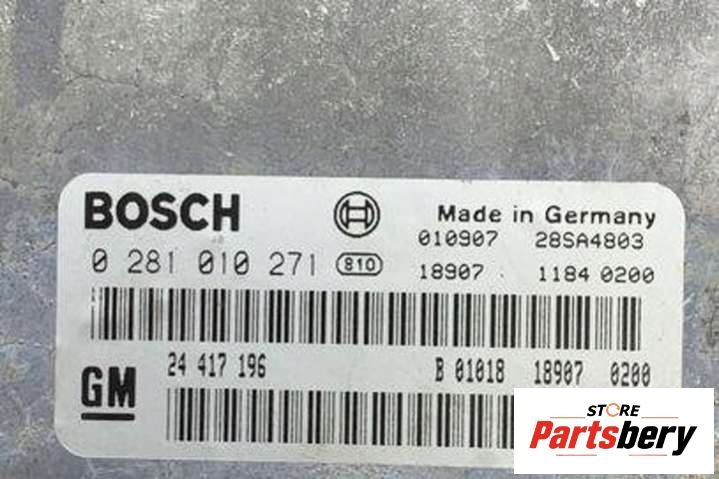 BOSCH
Made in Germany
010907 28SA4803
0 281 010 271 810
18907 1184 0200
24 417 196 B 01018 18907 0200
GM
STORE
Partsbery